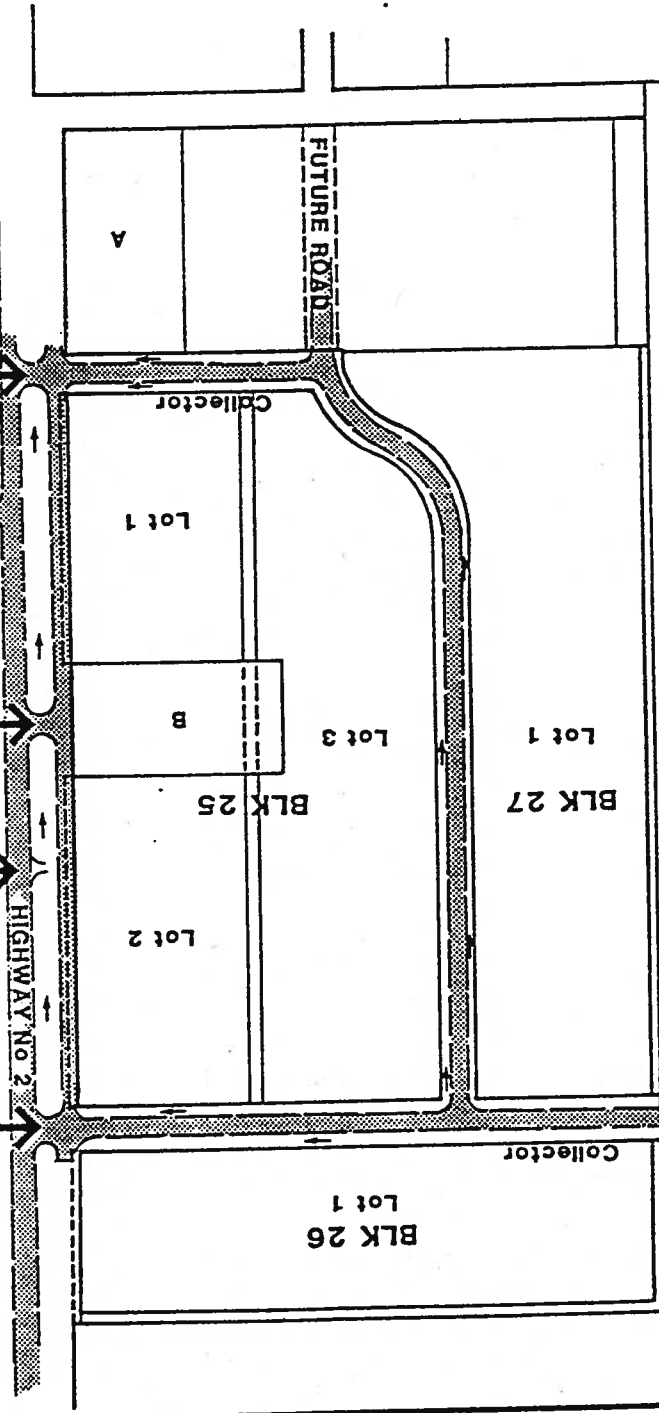 FUTURE ROAD
A
Collector
Lot 1
B
Lot 3
Lot 1
BLK 25
BLK 27
Lot 2
HIGHWAY No 2
Collector
Lot 1
BLK 26